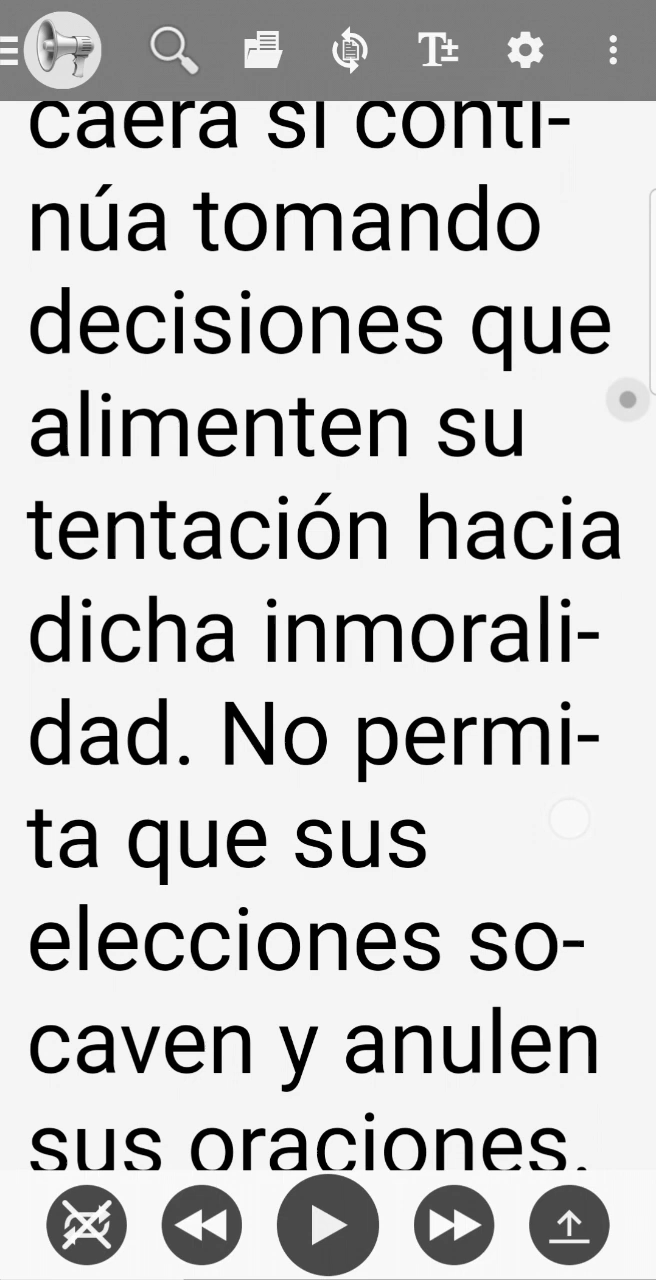 caerá si conti-
núa tomando
decisiones que
alimenten su
tentación hacia
dicha inmorali-
dad. No permi-
ta que sus
elecciones so-
caven y anulen
sus oraciones.